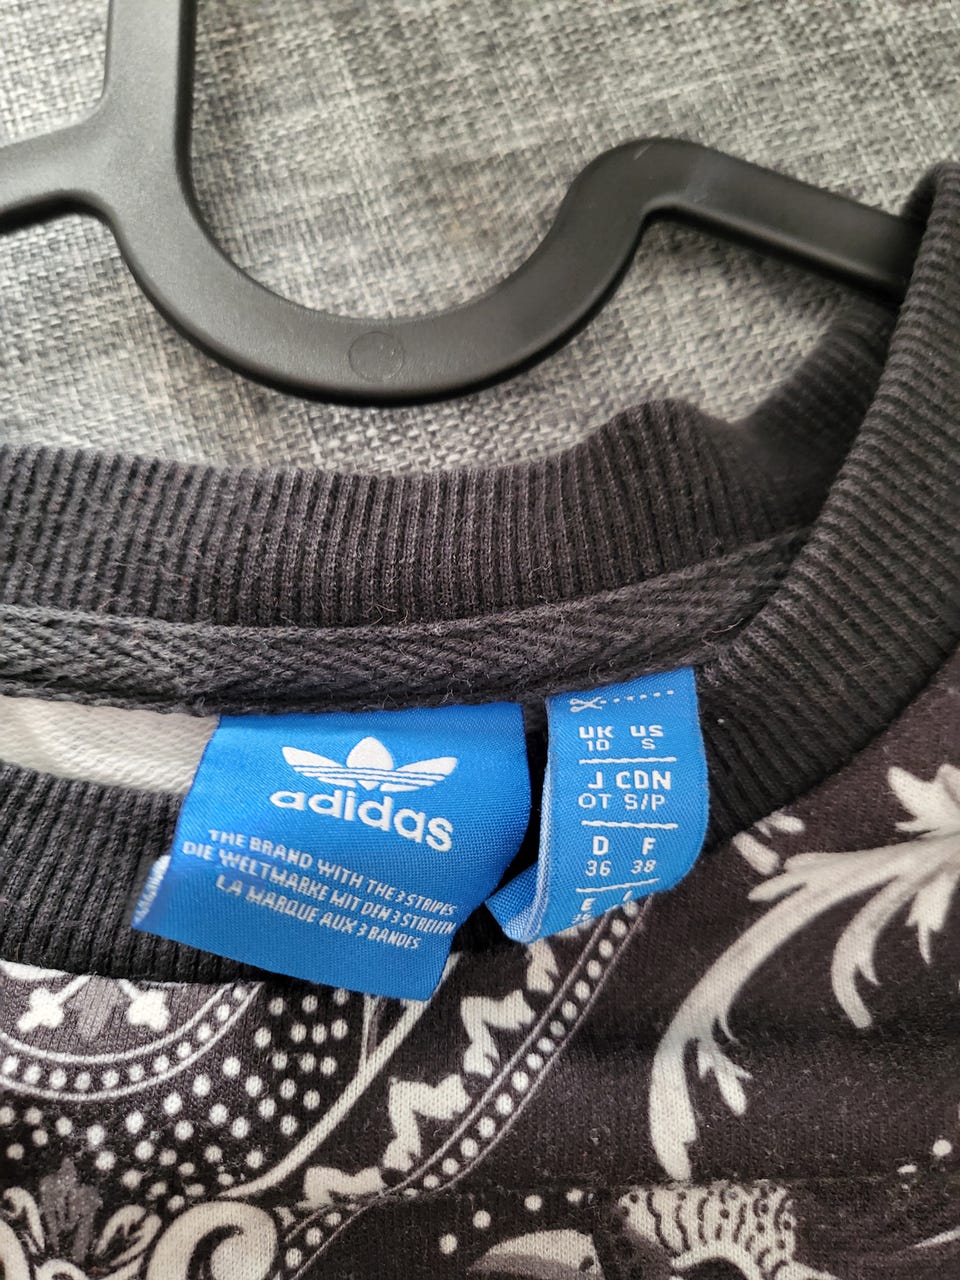 adidas
THE BRAND WITH THE 3 STRIPES
DIE WELTMARKE MIT DEN 3 STREIFEN
LA MARQUE AUX 3 BANDES
UK US
10 S
J CDN
OT S/P
D F
36 38
E